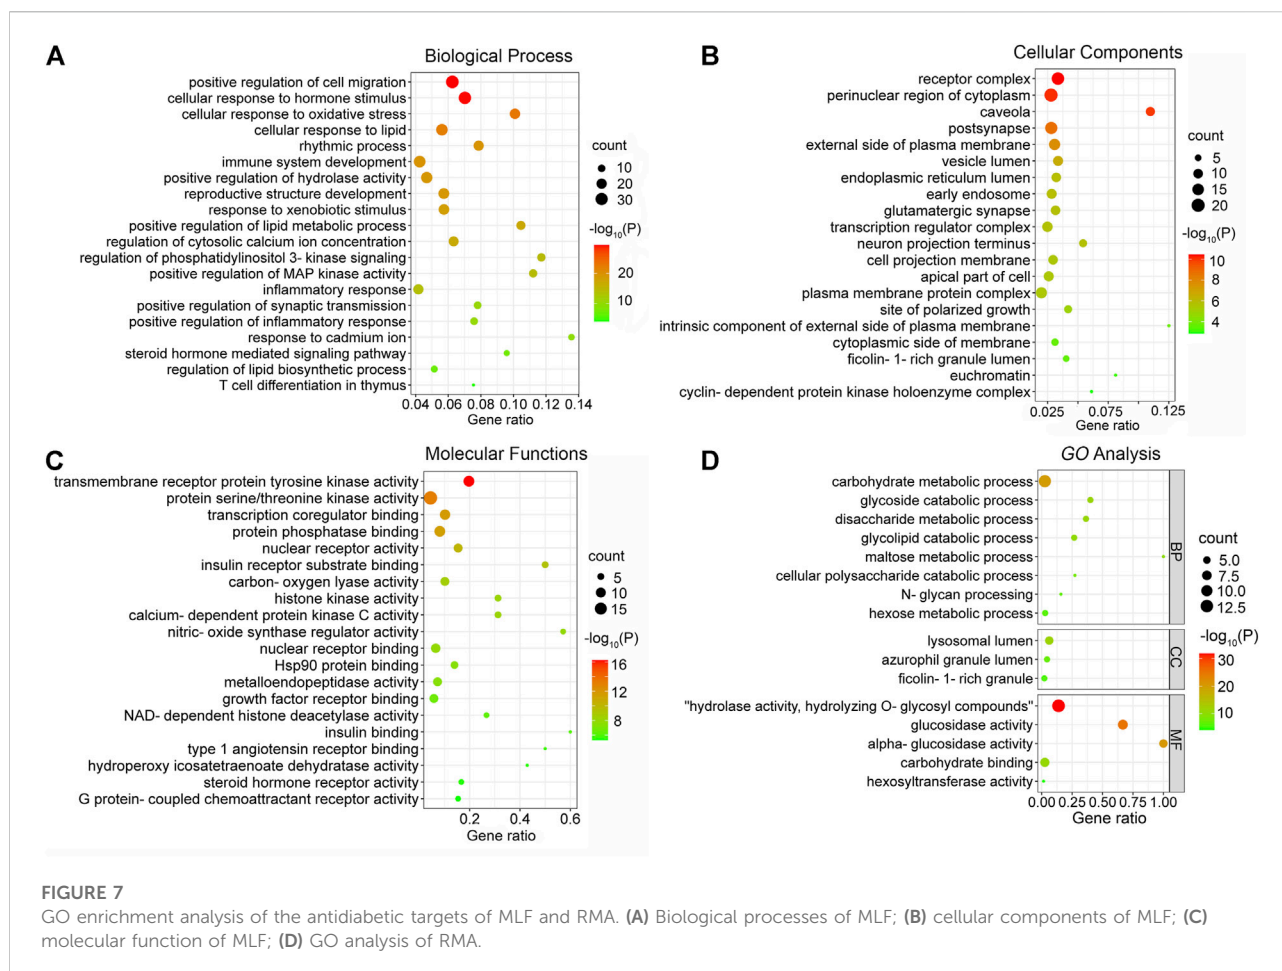 A
Biological Process
positive regulation of cell migration
cellular response to hormone stimulus
cellular response to oxidative stress
cellular response to lipid
rhythmic process
immune system development
positive regulation of hydrolase activity
reproductive structure development
response to xenobiotic stimulus
positive regulation of lipid metabolic process
regulation of cytosolic calcium ion concentration
regulation of phosphatidylinositol 3- kinase signaling
positive regulation of MAP kinase activity
inflammatory response
positive regulation of synaptic transmission
positive regulation of inflammatory response
response to cadmium ion
steroid hormone mediated signaling pathway
regulation of lipid biosynthetic process
T cell differentiation in thymus
0.04 0.06 0.08 0.10 0.12 0.14
Gene ratio
count
10
20
30
-log10(P)
20
10
B
Cellular Components
receptor complex
perinuclear region of cytoplasm
caveola
postsynapse
external side of plasma membrane
vesicle lumen
endoplasmic reticulum lumen
early endosome
glutamatergic synapse
transcription regulator complex
neuron projection terminus
cell projection membrane
apical part of cell
plasma membrane protein complex
site of polarized growth
intrinsic component of external side of plasma membrane
cytoplasmic side of membrane
ficolin- 1- rich granule lumen
euchromatin
cyclin- dependent protein kinase holoenzyme complex
0.025 0.075 0.125
Gene ratio
count
5
10
15
20
-log10(P)
10
8
6
4
C
Molecular Functions
transmembrane receptor protein tyrosine kinase activity
protein serine/threonine kinase activity
transcription coregulator binding
protein phosphatase binding
nuclear receptor activity
insulin receptor substrate binding
carbon- oxygen lyase activity
histone kinase activity
calcium- dependent protein kinase C activity
nitric- oxide synthase regulator activity
nuclear receptor binding
Hsp90 protein binding
metalloendopeptidase activity
growth factor receptor binding
NAD- dependent histone deacetylase activity
insulin binding
type 1 angiotensin receptor binding
hydroperoxy icosatetraenoate dehydratase activity
steroid hormone receptor activity
G protein- coupled chemoattractant receptor activity
0.2 0.4 0.6
Gene ratio
count
5
10
15
-log10(P)
16
12
8
D
GO Analysis
carbohydrate metabolic process
glycoside catabolic process
disaccharide metabolic process
glycolipid catabolic process
maltose metabolic process
cellular polysaccharide catabolic process
N- glycan processing
hexose metabolic process
BP
lysosomal lumen
azurophil granule lumen
ficolin- 1- rich granule
CC
"hydrolase activity, hydrolyzing O- glycosyl compounds"
glucosidase activity
alpha- glucosidase activity
carbohydrate binding
hexosyltransferase activity
MF
0.00 0.25 0.50 0.75 1.00
Gene ratio
count
5.0
7.5
10.0
12.5
-log10(P)
30
20
10
FIGURE 7
GO enrichment analysis of the antidiabetic targets of MLF and RMA. (A) Biological processes of MLF; (B) cellular components of MLF; (C)
molecular function of MLF; (D) GO analysis of RMA.